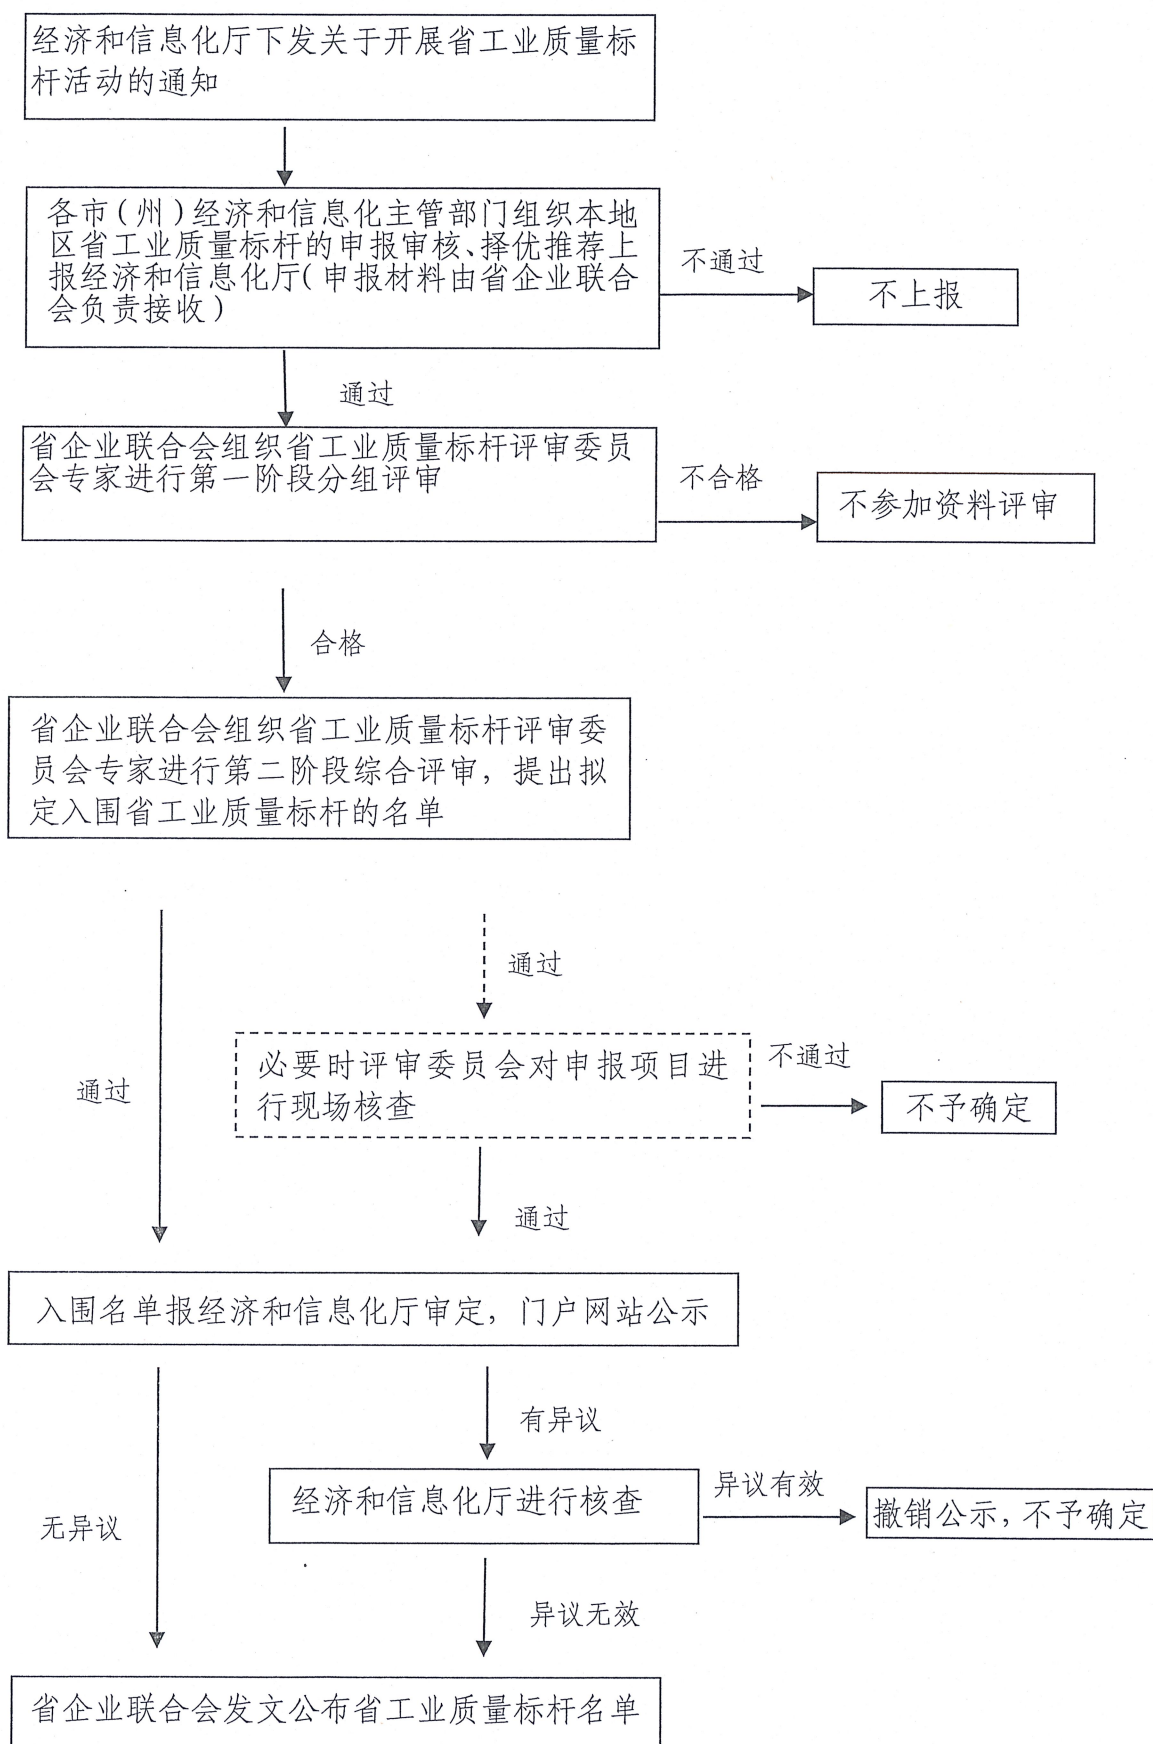 经济和信息化厅下发关于开展省工业质量标
杆活动的通知
各市(州)经济和信息化主管部门组织本地
区省工业质量标杆的申报审核、择优推荐上
报经济和信息化厅(申报材料由省企业联合
会负责接收)
不通过
不上报
通过
省企业联合会组织省工业质量标杆评审委员
会专家进行第一阶段分组评审
不合格
不参加资料评审
合格
省企业联合会组织省工业质量标杆评审委
员会专家进行第二阶段综合评审,提出拟
定入围省工业质量标杆的名单
通过
通过
必要时评审委员会对申报项目进
行现场核查
不通过
不予确定
通过
入围名单报经济和信息化厅审定,门户网站公示
有异议
无异议
经济和信息化厅进行核查
异议有效
撤销公示,不予确定
异议无效
省企业联合会发文公布省工业质量标杆名单